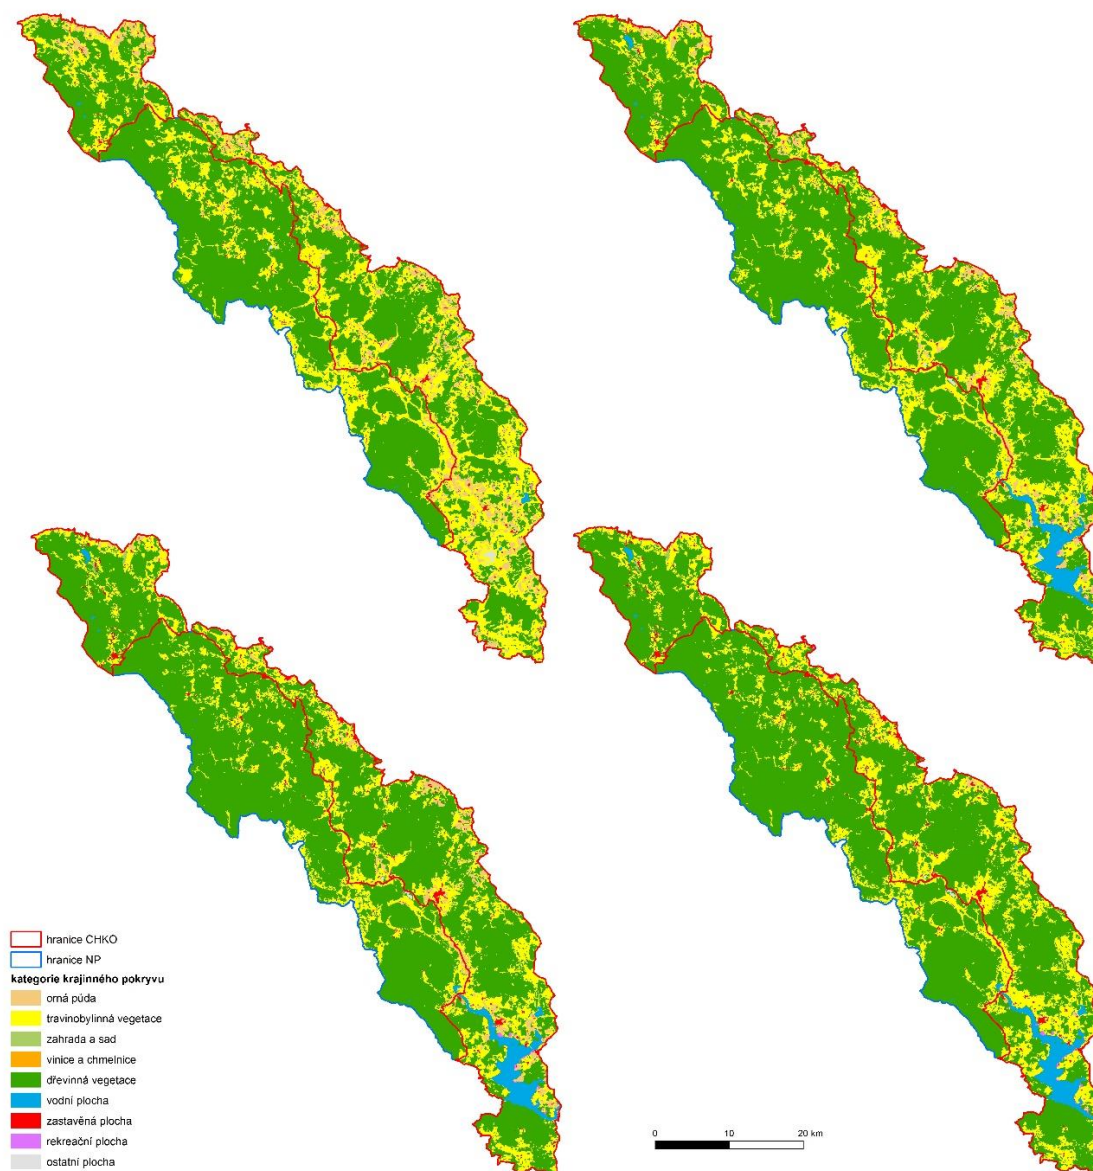 hranice CHKO
hranice NP
kategorie krajinného pokryvu
orná půda
travinobylinná vegetace
zahrada a sad
vinice a chmelnice
dřevinná vegetace
vodní plocha
zastavěná plocha
rekreační plocha
ostatní plocha
0 10 20 km